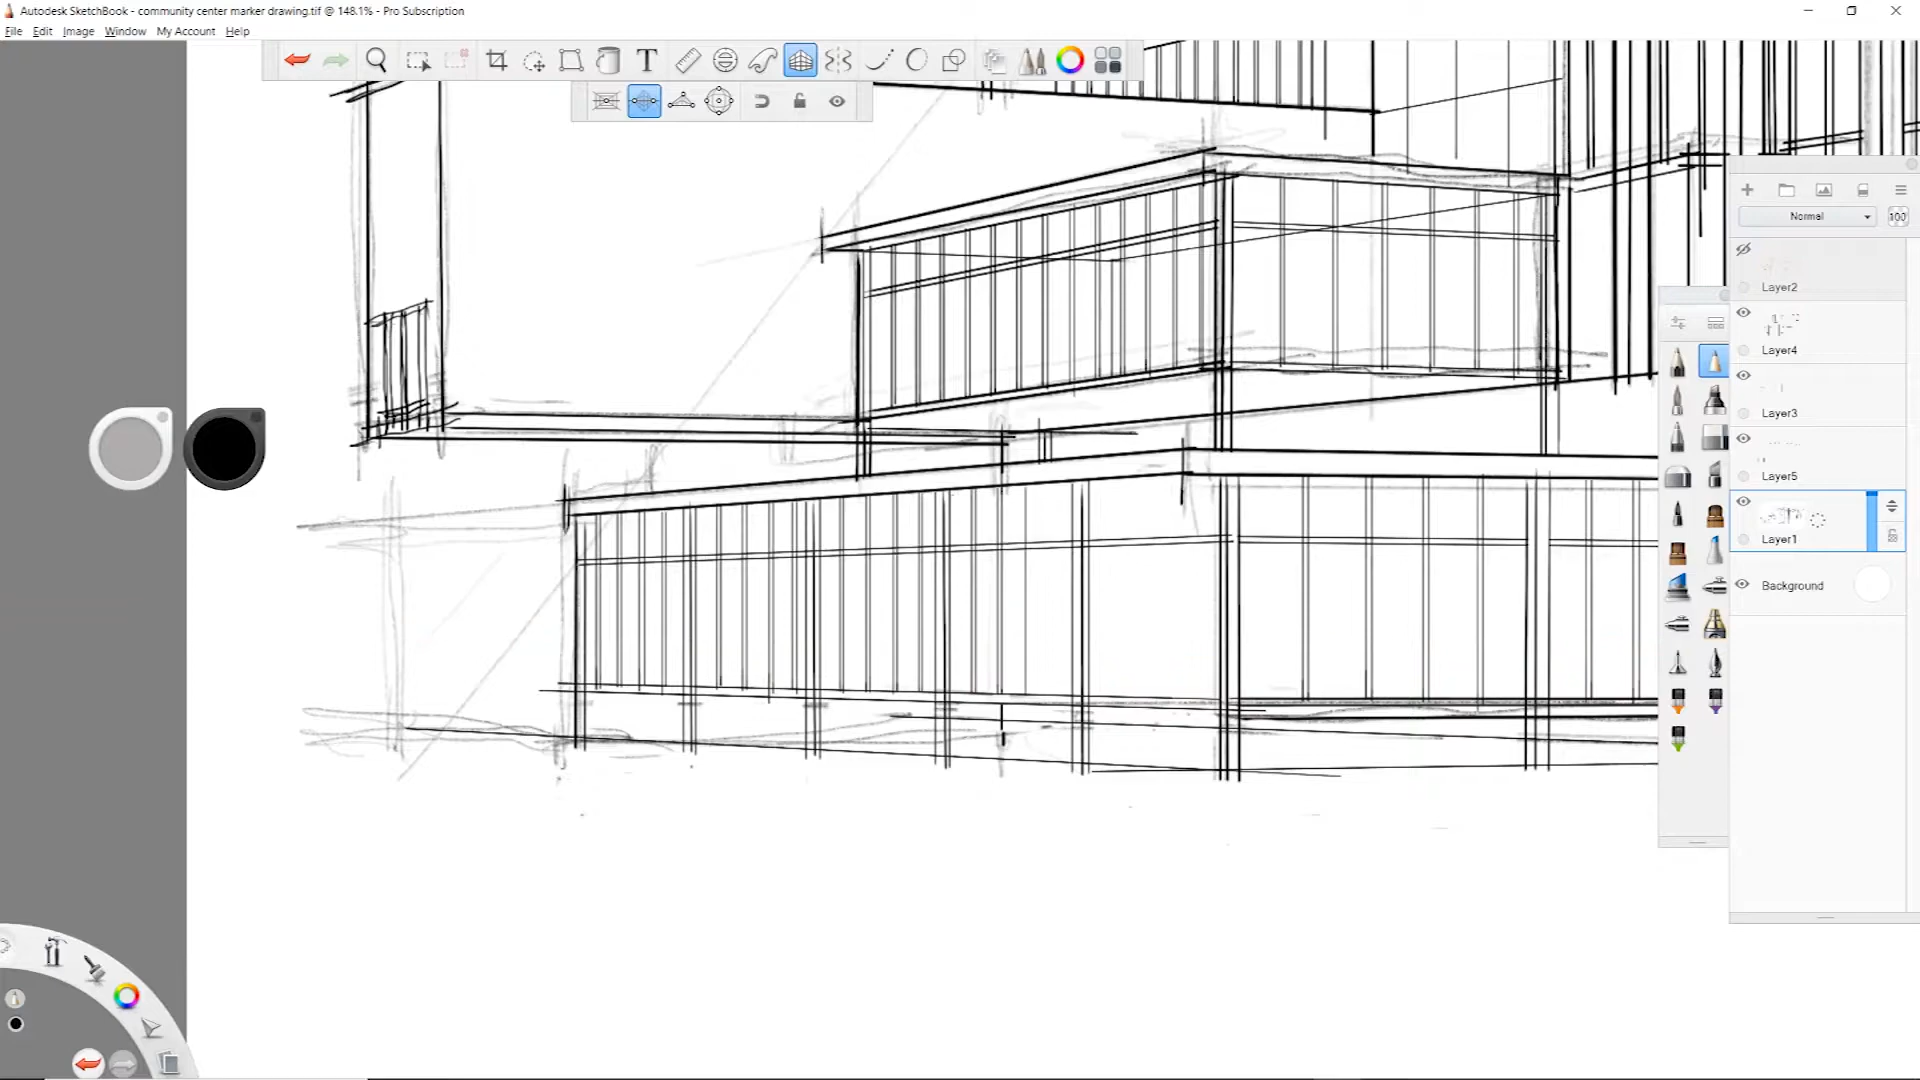 Autodesk SketchBook - community center marker drawing.tif @ 148.1% - Pro Subscription
File Edit Image Window My Account Help
T
Normal 100
Layer2
Layer4
Layer3
Layer5
Layer1
Background